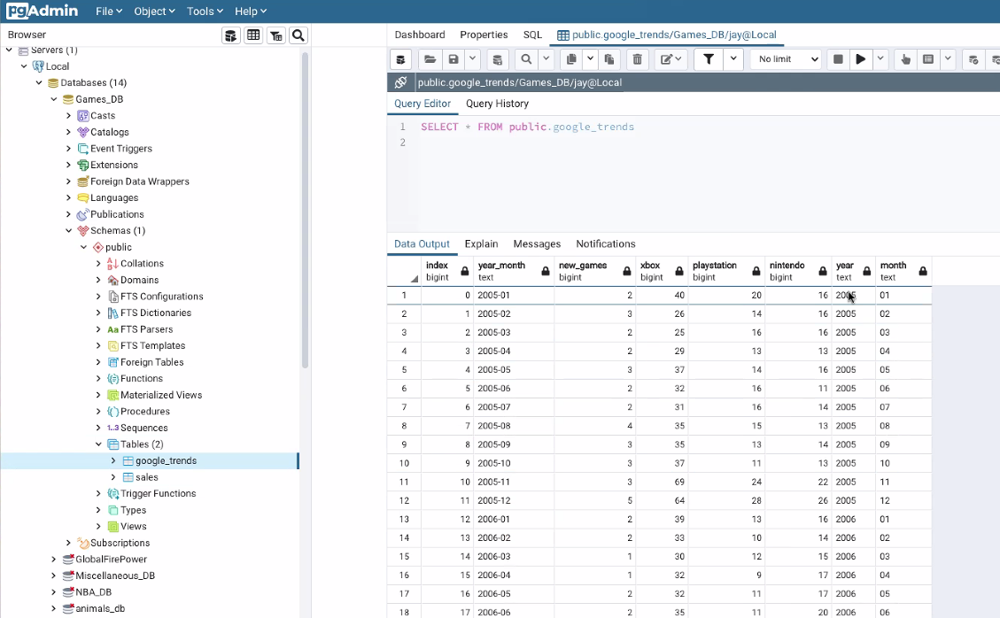 pgAdmin File Object Tools Help
Browser
Dashboard Properties SQL public.google_trends/Games_DB/jay@Local
Servers (1)
Local
Databases (14)
Games_DB
Casts
Catalogs
Event Triggers
Extensions
Foreign Data Wrappers
Languages
Publications
Schemas (1)
public
Collations
Domains
FTS Configurations
FTS Dictionaries
Aa FTS Parsers
FTS Templates
Foreign Tables
Functions
Materialized Views
Procedures
1..3 Sequences
Tables (2)
google_trends
sales
Trigger Functions
Types
Views
Subscriptions
GlobalFirePower
Miscellaneous_DB
NBA_DB
animals_db
No limit
public.google_trends/Games_DB/jay@Local
Query Editor Query History
1 SELECT * FROM public.google_trends
2
Data Output Explain Messages Notifications
index year_month new_games xbox playstation nintendo year month
bigint text bigint bigint bigint bigint text text
1 0 2005-01 2 40 20 16 2005 01
2 1 2005-02 3 26 14 16 2005 02
3 2 2005-03 2 25 16 16 2005 03
4 3 2005-04 2 29 13 13 2005 04
5 4 2005-05 3 37 14 16 2005 05
6 5 2005-06 2 32 16 11 2005 06
7 6 2005-07 2 31 16 14 2005 07
8 7 2005-08 4 35 15 13 2005 08
9 8 2005-09 3 35 13 14 2005 09
10 9 2005-10 3 37 11 13 2005 10
11 10 2005-11 3 69 24 22 2005 11
12 11 2005-12 5 64 28 26 2005 12
13 12 2006-01 2 39 13 16 2006 01
14 13 2006-02 2 33 10 14 2006 02
15 14 2006-03 1 30 12 15 2006 03
16 15 2006-04 1 32 9 17 2006 04
17 16 2006-05 2 32 11 17 2006 05
18 17 2006-06 2 35 11 20 2006 06